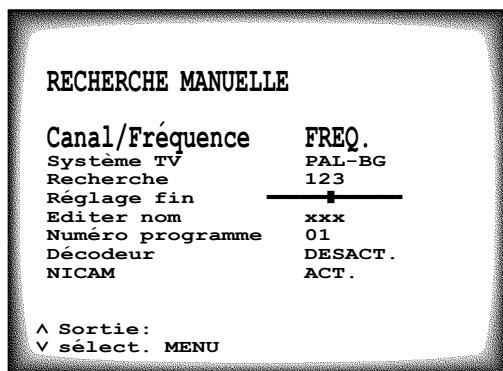 RECHERCHE MANUELLE
Canal/Fréquence FREQ.
Système TV PAL-BG
Recherche 123
Réglage fin
Editer nom xxx
Numéro programme 01
Décodeur DESACT.
NICAM ACT.
∧ Sortie:
∨ sélect. MENU